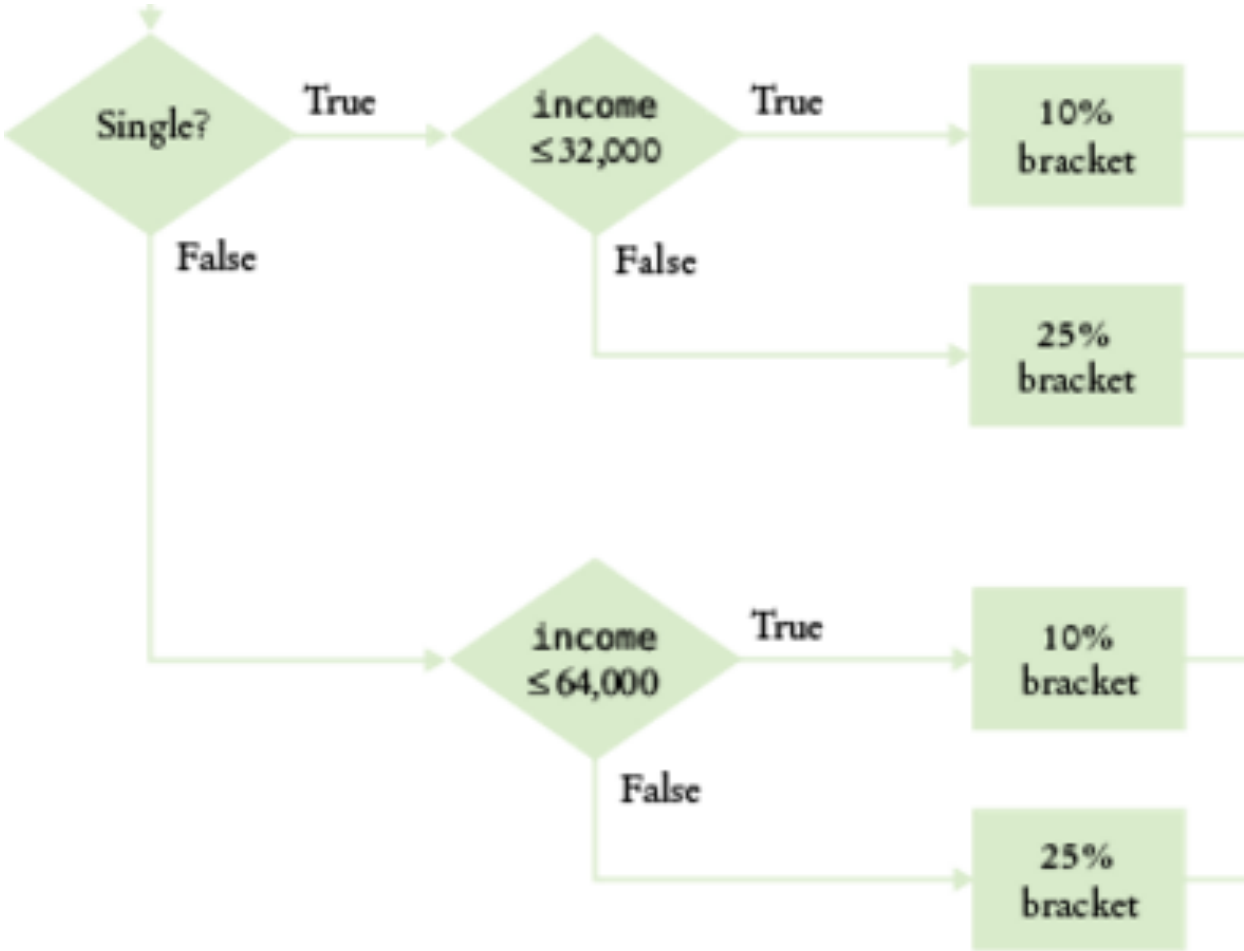 Single?
True
income
≤32,000
True
10%
bracket
False
False
25%
bracket
income
≤64,000
True
10%
bracket
False
25%
bracket